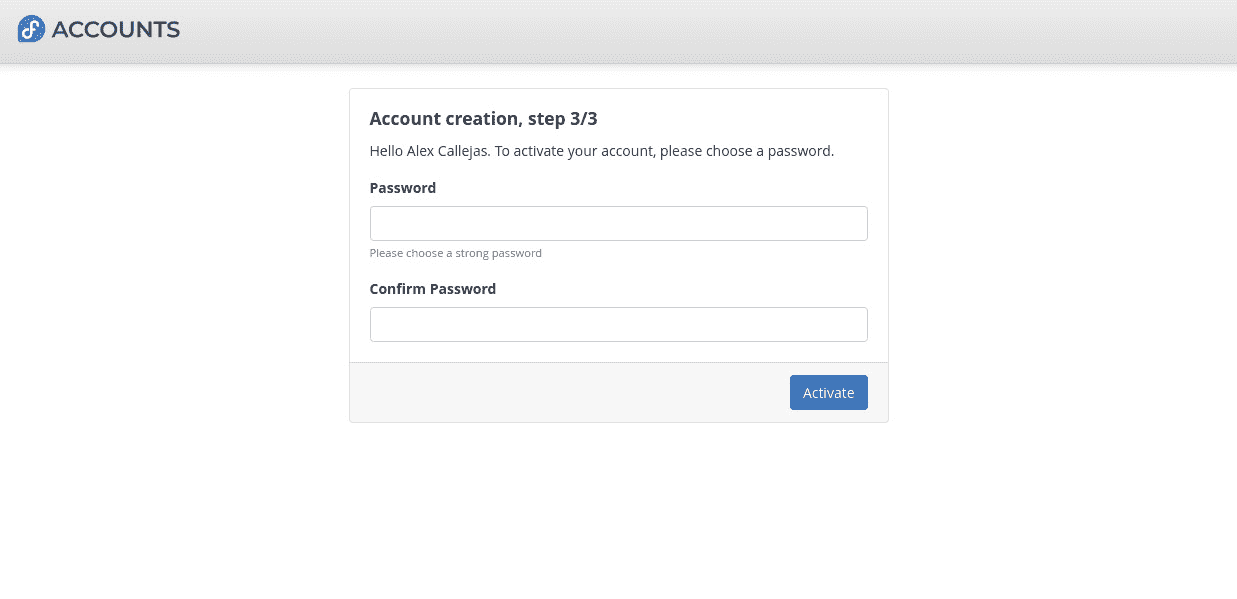 ACCOUNTS
Account creation, step 3/3
Hello Alex Callejas. To activate your account, please choose a password.
Password
Please choose a strong password
Confirm Password
Activate